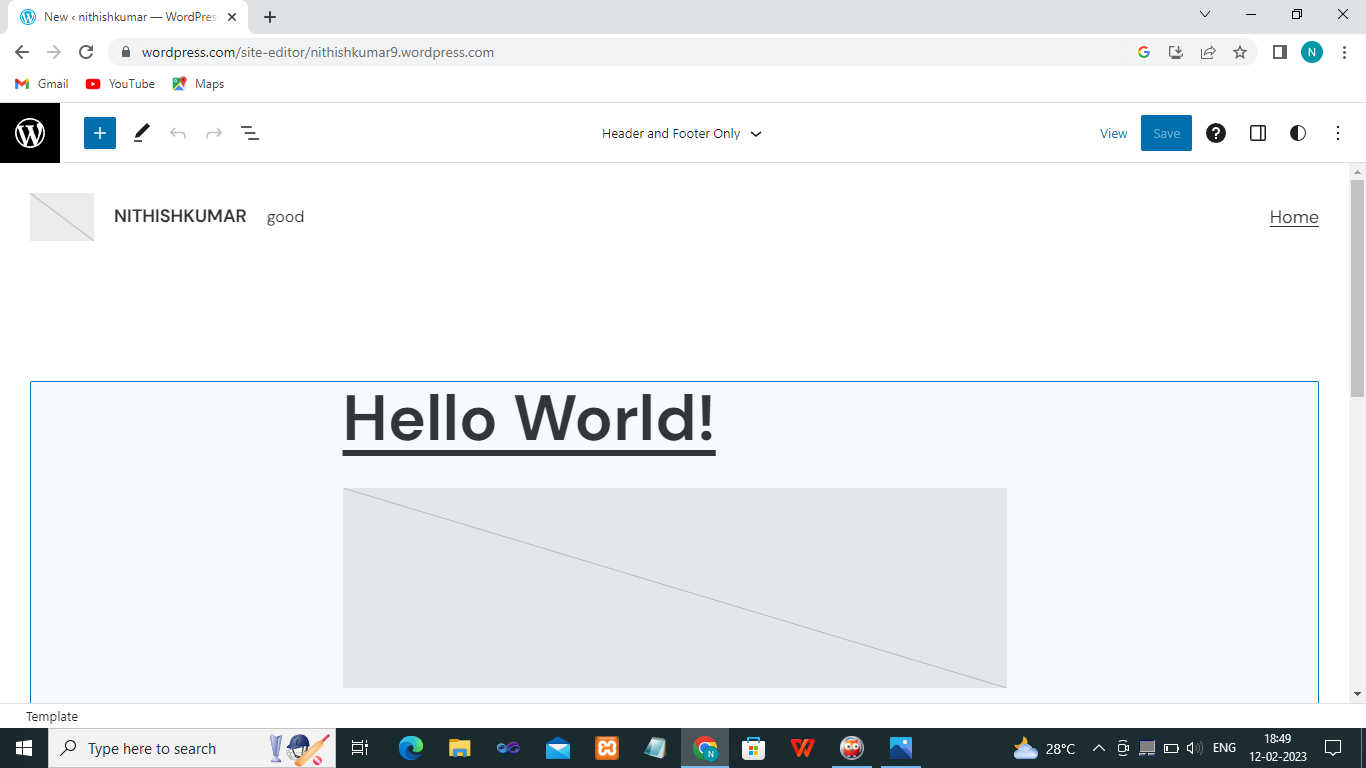 New ‹ nithishkumar — WordPres
wordpress.com/site-editor/nithishkumar9.wordpress.com
N
Gmail YouTube Maps
Header and Footer Only
View Save
NITHISHKUMAR good Home
Hello World!
Template
Type here to search
28°C
ENG
18:49
12-02-2023